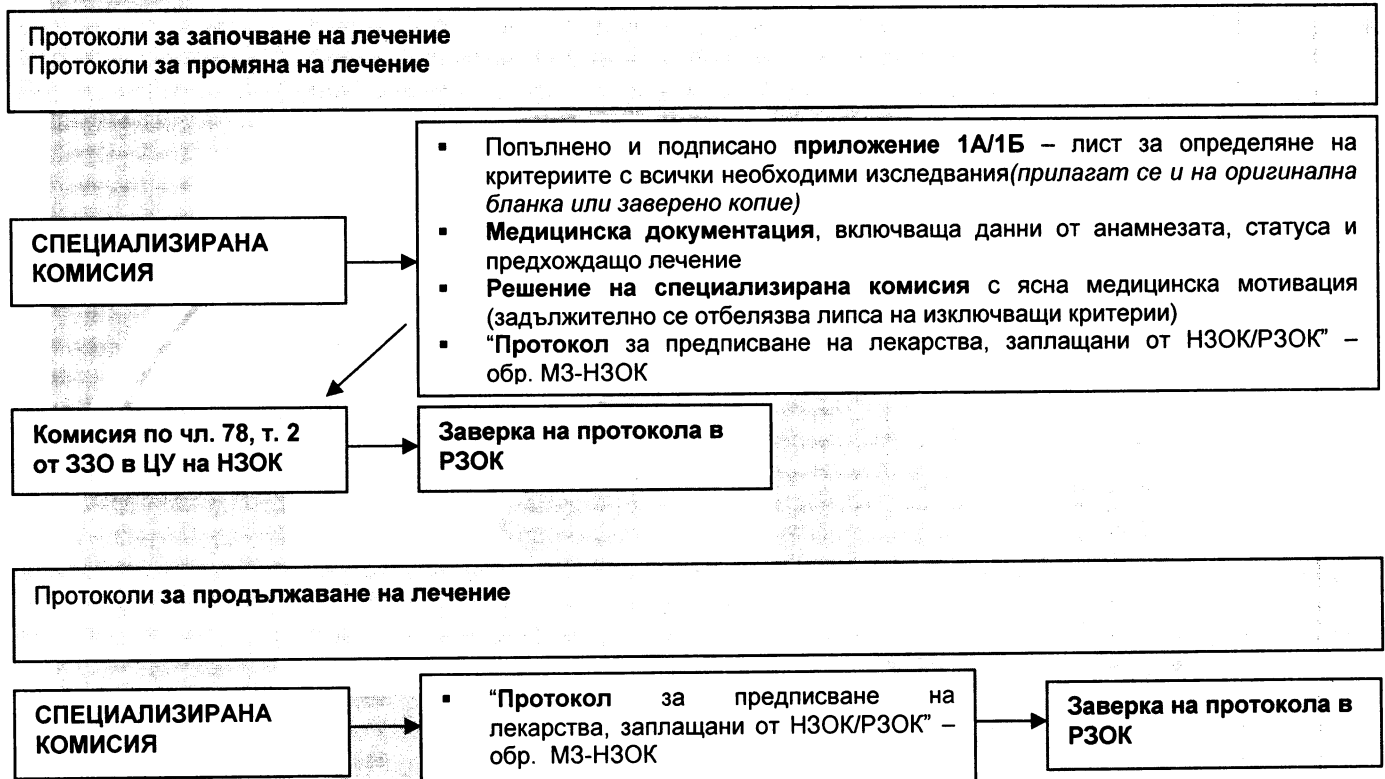 Протоколи за започване на лечение
Протоколи за промяна на лечение
СПЕЦИАЛИЗИРАНА
КОМИСИЯ
▪ Попълнено и подписано приложение 1А/1Б – лист за определяне на
критериите с всички необходими изследвания(прилагат се и на оригинална
бланка или заверено копие)
▪ Медицинска документация, включваща данни от анамнезата, статуса и
предхождащо лечение
▪ Решение на специализирана комисия с ясна медицинска мотивация
(задължително се отбелязва липса на изключващи критерии)
▪ “Протокол за предписване на лекарства, заплащани от НЗОК/РЗОК” –
обр. МЗ-НЗОК
Комисия по чл. 78, т. 2
от ЗЗО в ЦУ на НЗОК
Заверка на протокола в
РЗОК
Протоколи за продължаване на лечение
СПЕЦИАЛИЗИРАНА
КОМИСИЯ
▪ “Протокол за предписване на
лекарства, заплащани от НЗОК/РЗОК” –
обр. МЗ-НЗОК
Заверка на протокола в
РЗОК